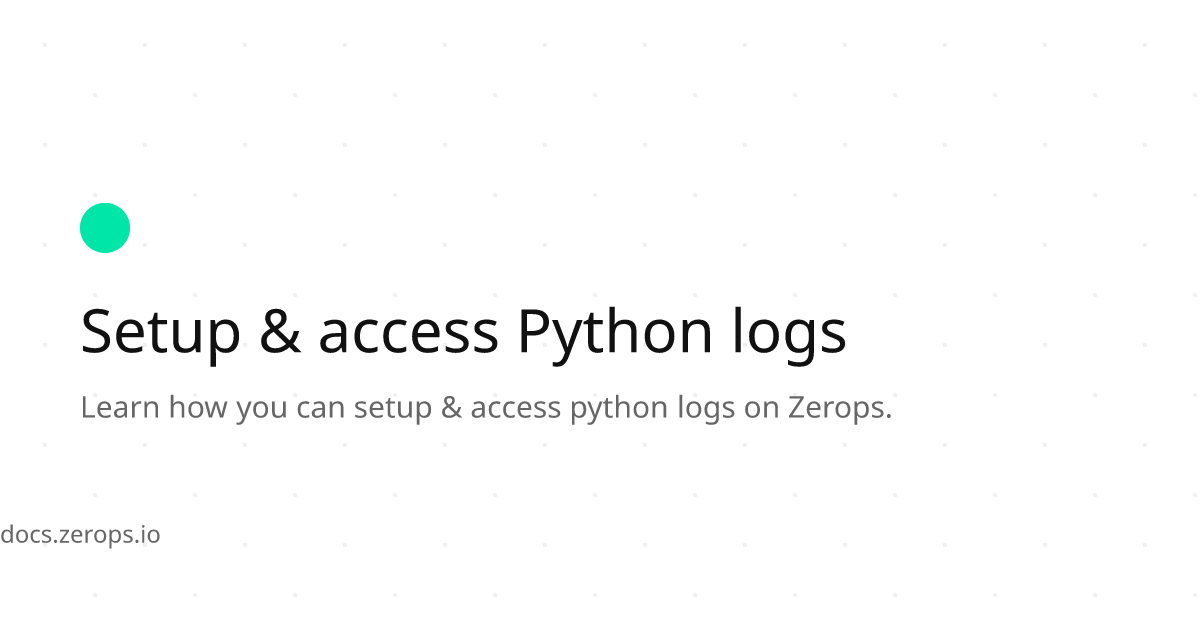 Setup & access Python logs
Learn how you can setup & access python logs on Zerops.
docs.zerops.io